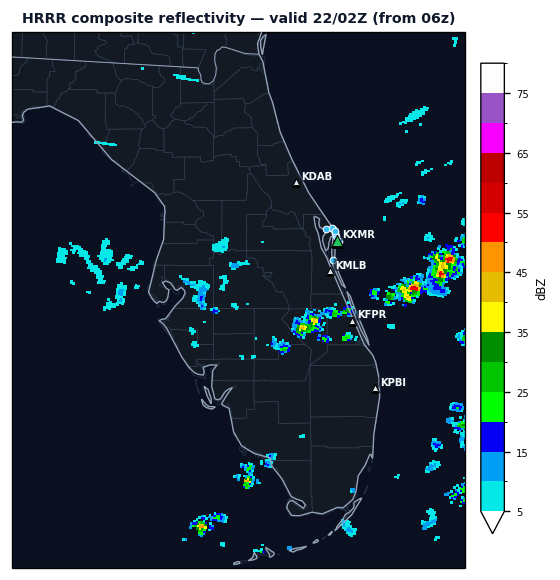 HRRR composite reflectivity — valid 22/02Z (from 06z)
KDAB
KXMR
KMLB
KFPR
KPBI
75
65
55
45
35
25
15
5
dBZ